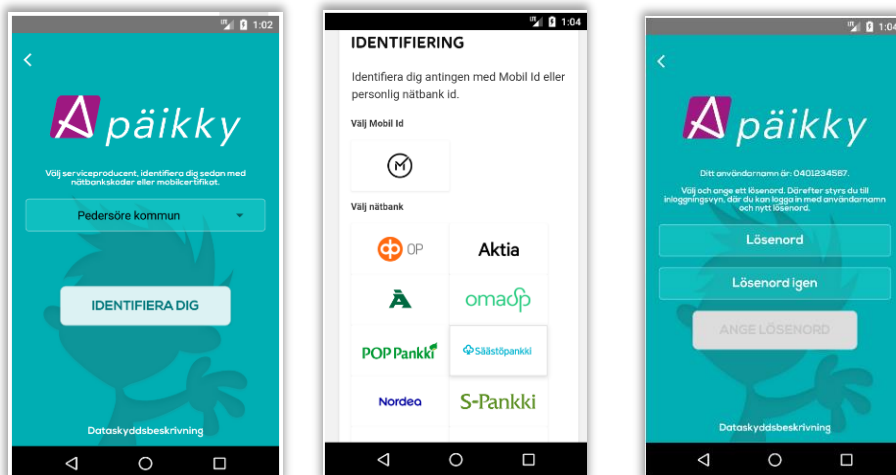 1:02
päikky
Välj serviceproducent, identifiera dig sedan med
nätbankskoder eller mobilcertifikat.
Pedersöre kommun
IDENTIFIERA DIG
Dataskyddsbeskrivning
1:04
IDENTIFIERING
Identifiera dig antingen med Mobil Id eller
personlig nätbank id.
Välj Mobil Id
Välj nätbank
OP
Aktia
omasp
POP Pankki
Säästöpankki
Nordea
S-Pankki
1:04
päikky
Ditt användarnamn är: 0401234567.
Välj och ange ett lösenord. Därefter styrs du till
inloggningsvyn, där du kan logga in med användarnamn
och nytt lösenord.
Lösenord
Lösenord igen
ANGE LÖSENORD
Dataskyddsbeskrivning